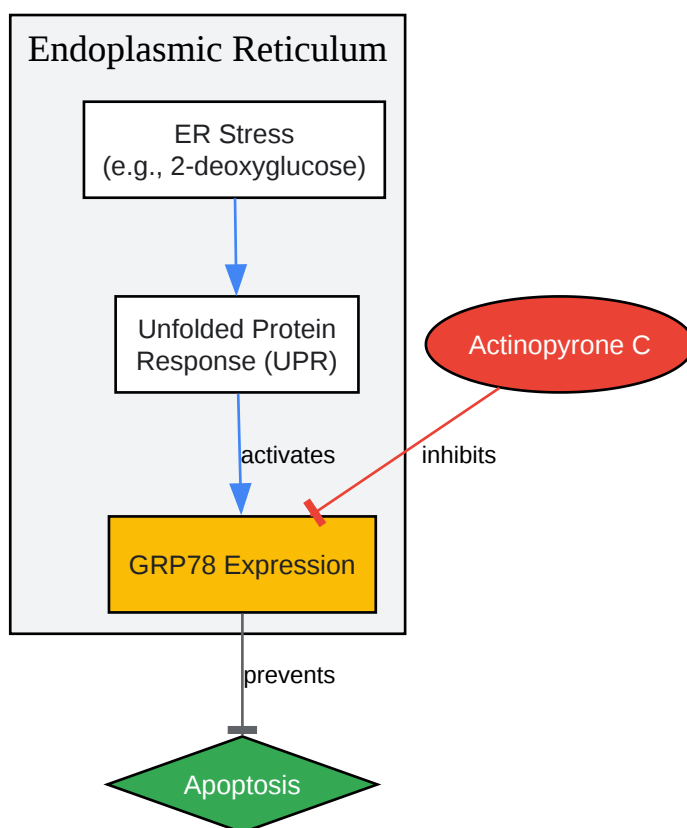 Endoplasmic Reticulum
ER Stress
(e.g., 2-deoxyglucose)
Unfolded Protein
Response (UPR)
Actinopyrone C
activates
inhibits
GRP78 Expression
prevents
Apoptosis